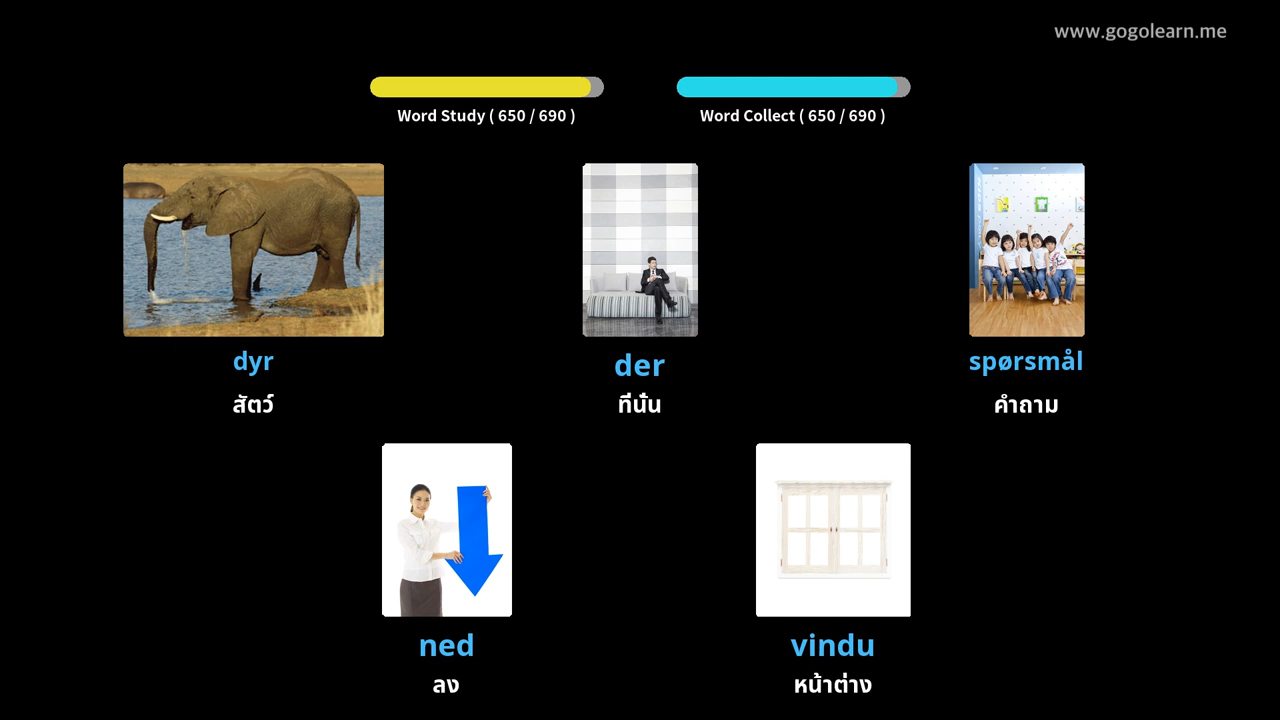 www.gogolearn.me
Word Study ( 650 / 690 )
Word Collect ( 650 / 690 )
dyr
สัตว์
der
ที่นั่น
spørsmål
คำถาม
ned
ลง
vindu
หน้าต่าง